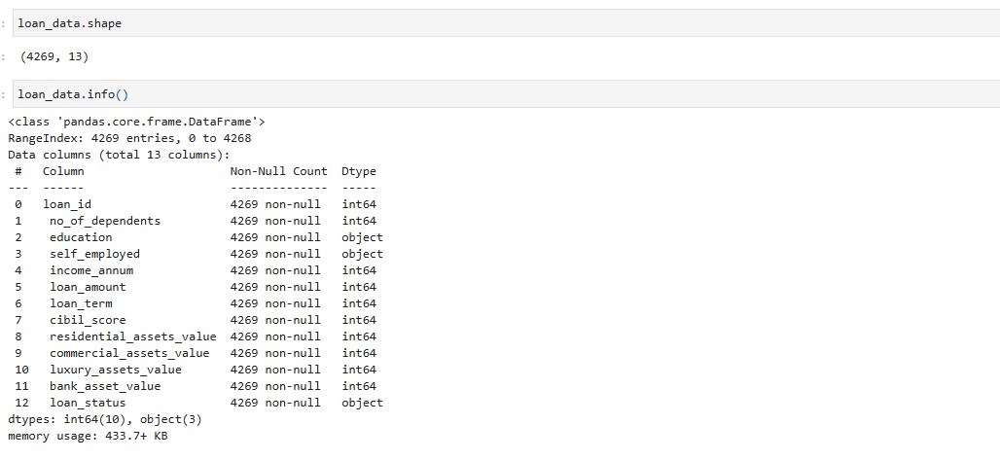 : loan_data.shape
: (4269, 13)
: loan_data.info()
<class 'pandas.core.frame.DataFrame'>
RangeIndex: 4269 entries, 0 to 4268
Data columns (total 13 columns):
 #   Column                    Non-Null Count  Dtype
---  ------                    --------------  -----
 0   loan_id                   4269 non-null   int64
 1    no_of_dependents         4269 non-null   int64
 2    education                4269 non-null   object
 3    self_employed            4269 non-null   object
 4    income_annum             4269 non-null   int64
 5    loan_amount              4269 non-null   int64
 6    loan_term                4269 non-null   int64
 7    cibil_score              4269 non-null   int64
 8    residential_assets_value 4269 non-null   int64
 9    commercial_assets_value  4269 non-null   int64
 10   luxury_assets_value      4269 non-null   int64
 11   bank_asset_value         4269 non-null   int64
 12   loan_status              4269 non-null   object
dtypes: int64(10), object(3)
memory usage: 433.7+ KB